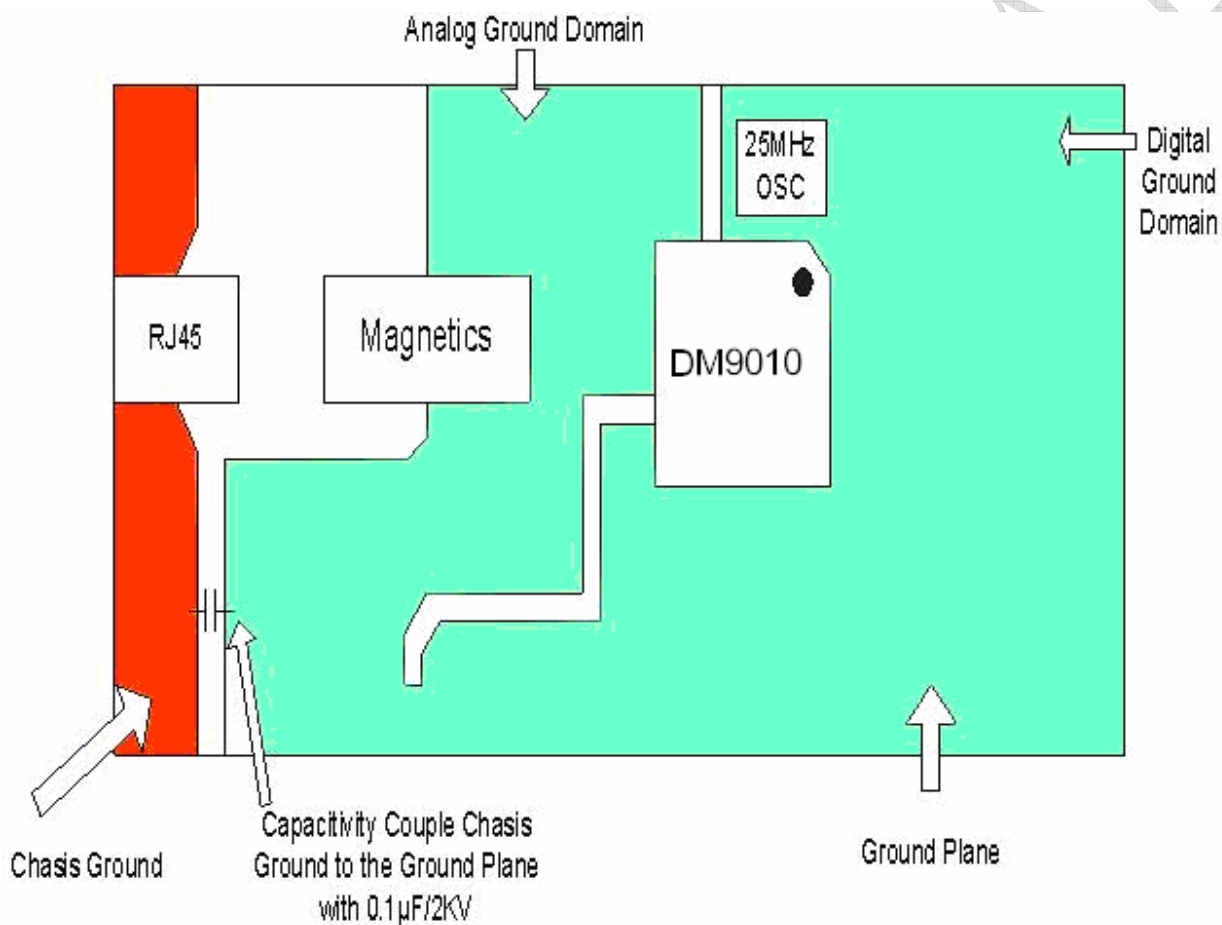 Analog Ground Domain
25MHz
OSC
Digital
Ground
Domain
RJ45
Magnetics
DM9010
Chasis Ground
Capacitivity Couple Chasis
Ground to the Ground Plane
with 0.1µF/2KV
Ground Plane